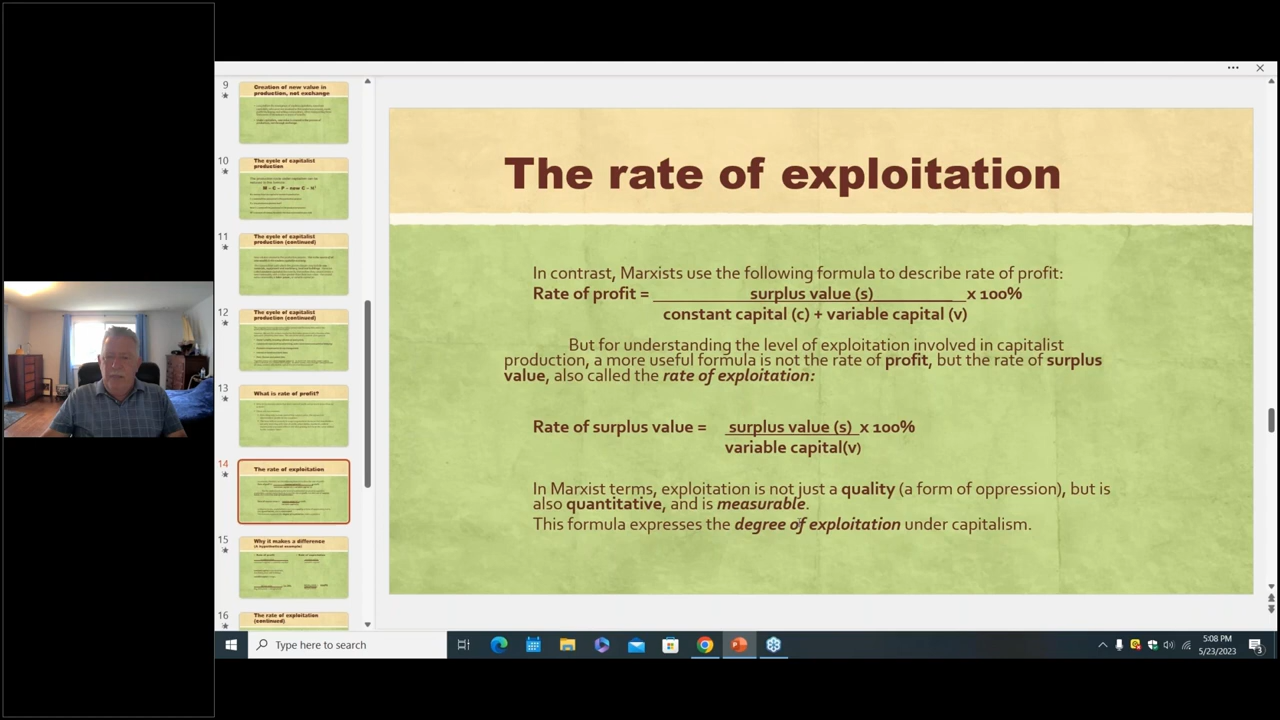 9
Creation of new value in
production, not exchange
10
The cycle of capitalist
production
M – C – P – new C – M'
11
The cycle of capitalist
production (continued)
12
The cycle of capitalist
production (continued)
13
What is rate of profit?
14
The rate of exploitation
15
Why it makes a difference
(A hypothetical example)
16
The rate of exploitation
(continued)
The rate of exploitation
In contrast, Marxists use the following formula to describe rate of profit:
Rate of profit = surplus value (s) x 100%
constant capital (c) + variable capital (v)
But for understanding the level of exploitation involved in capitalist
production, a more useful formula is not the rate of profit, but the rate of surplus
value, also called the rate of exploitation:
Rate of surplus value = surplus value (s) x 100%
variable capital(v)
In Marxist terms, exploitation is not just a quality (a form of oppression), but is
also quantitative, and is measurable.
This formula expresses the degree of exploitation under capitalism.
Type here to search
5:08 PM
5/23/2023
3